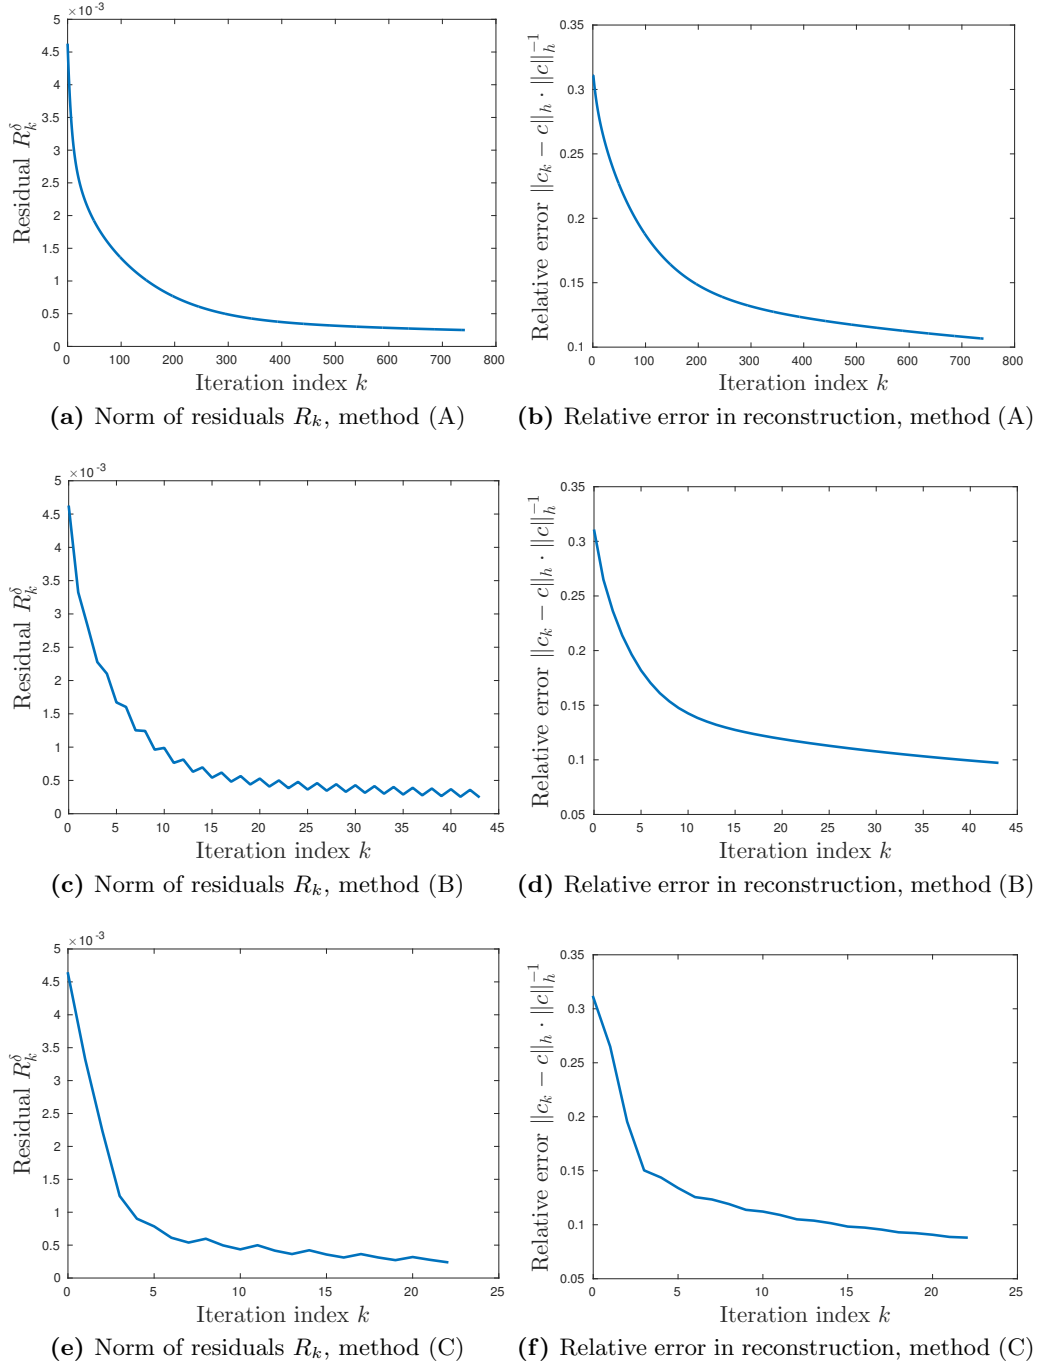 ×10⁻³
5
4.5
4
3.5
3
2.5
2
1.5
1
0.5
0
0 100 200 300 400 500 600 700 800
Residual R_k^δ
Iteration index k
(a) Norm of residuals R_k, method (A)
0.35
0.3
0.25
0.2
0.15
0.1
0 100 200 300 400 500 600 700 800
Relative error ||c_k − c||_h · ||c||_h^{−1}
Iteration index k
(b) Relative error in reconstruction, method (A)
×10⁻³
5
4.5
4
3.5
3
2.5
2
1.5
1
0.5
0
0 5 10 15 20 25 30 35 40 45
Residual R_k^δ
Iteration index k
(c) Norm of residuals R_k, method (B)
0.35
0.3
0.25
0.2
0.15
0.1
0.05
0 5 10 15 20 25 30 35 40 45
Relative error ||c_k − c||_h · ||c||_h^{−1}
Iteration index k
(d) Relative error in reconstruction, method (B)
×10⁻³
5
4.5
4
3.5
3
2.5
2
1.5
1
0.5
0
0 5 10 15 20 25
Residual R_k^δ
Iteration index k
(e) Norm of residuals R_k, method (C)
0.35
0.3
0.25
0.2
0.15
0.1
0.05
0 5 10 15 20 25
Relative error ||c_k − c||_h · ||c||_h^{−1}
Iteration index k
(f) Relative error in reconstruction, method (C)